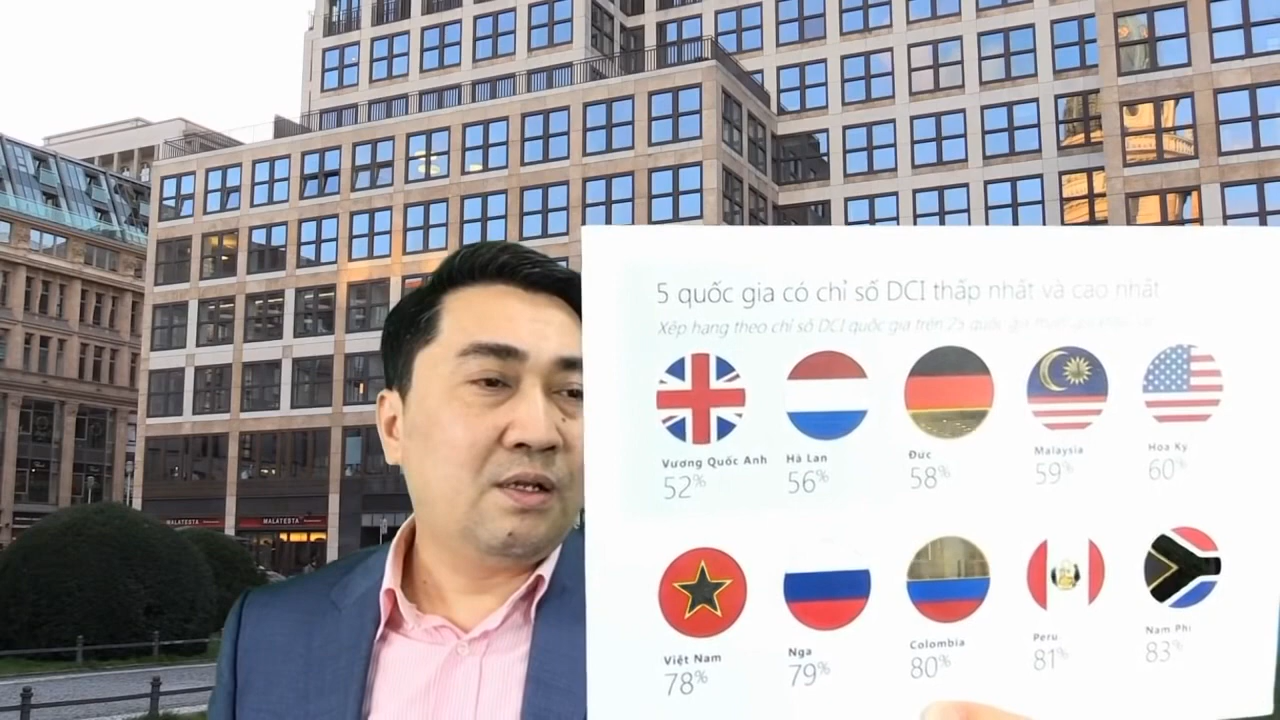 5 quốc gia có chỉ số DCI thấp nhất và cao nhất
Xếp hạng theo chỉ số DCI quốc gia trên 25 quốc gia
Vương Quốc Anh
52%
Hà Lan
56%
Đức
58%
Malaysia
59%
Hoa Kỳ
60%
Việt Nam
78%
Nga
79%
Colombia
80%
Peru
81%
Nam Phi
83%
MALATESTA
MALATESTA